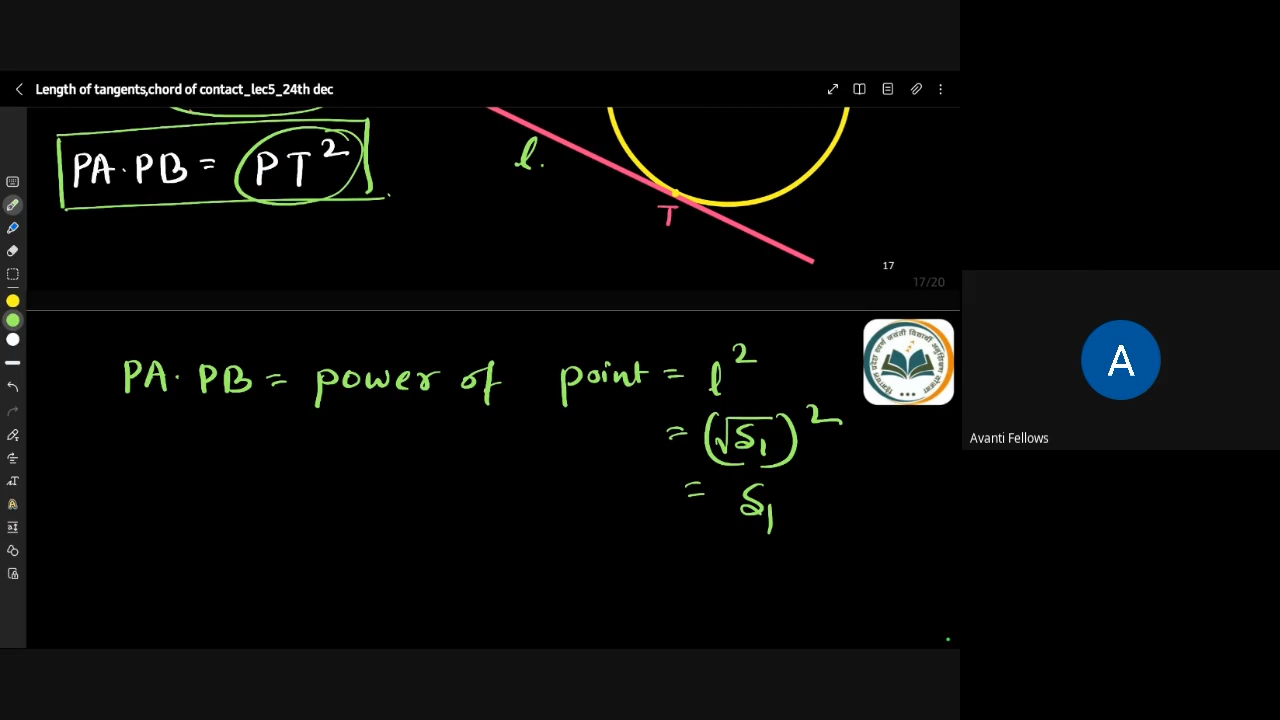 Length of tangents,chord of contact_lec5_24th dec
PA·PB = PT²
l.
T
17
17/20
PA·PB = power of point = l²
= (√S₁)²
= S₁
A
Avanti Fellows